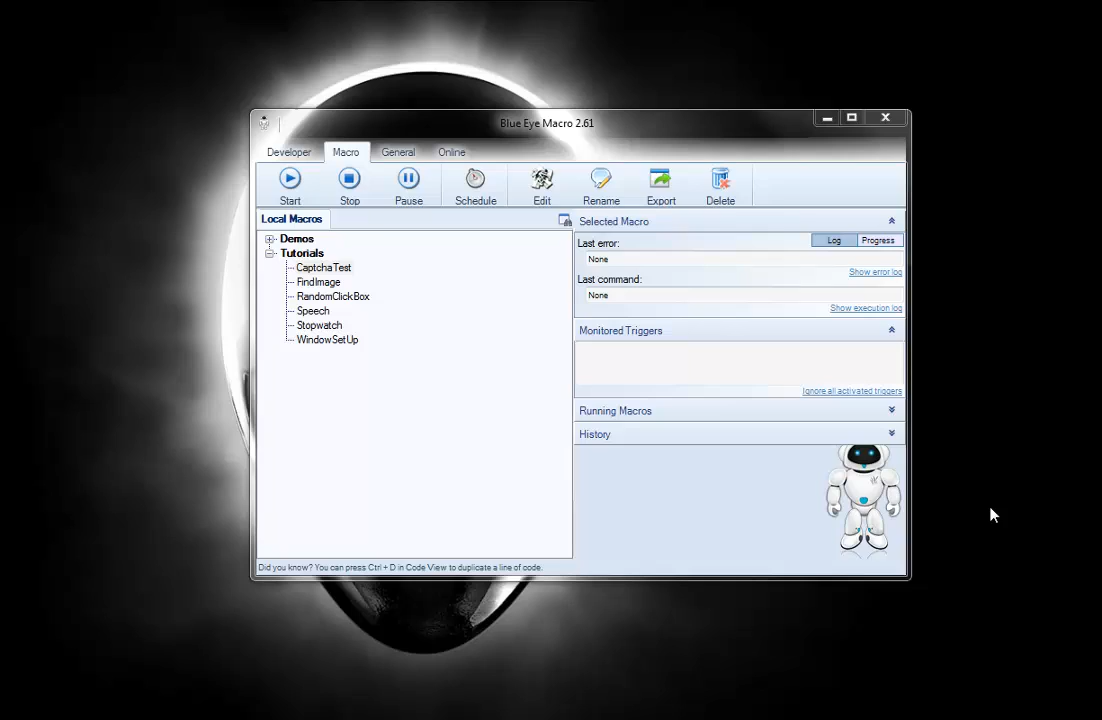 Blue Eye Macro 2.61
Developer Macro General Online
Start Stop Pause Schedule Edit Rename Export Delete
Local Macros
Demos
Tutorials
CaptchaTest
FindImage
RandomClickBox
Speech
Stopwatch
WindowSetUp
Selected Macro
Last error: Log Progress
None
Show error log
Last command:
None
Show execution log
Monitored Triggers
Ignore all activated triggers
Running Macros
History
Did you know? You can press Ctrl + D in Code View to duplicate a line of code.